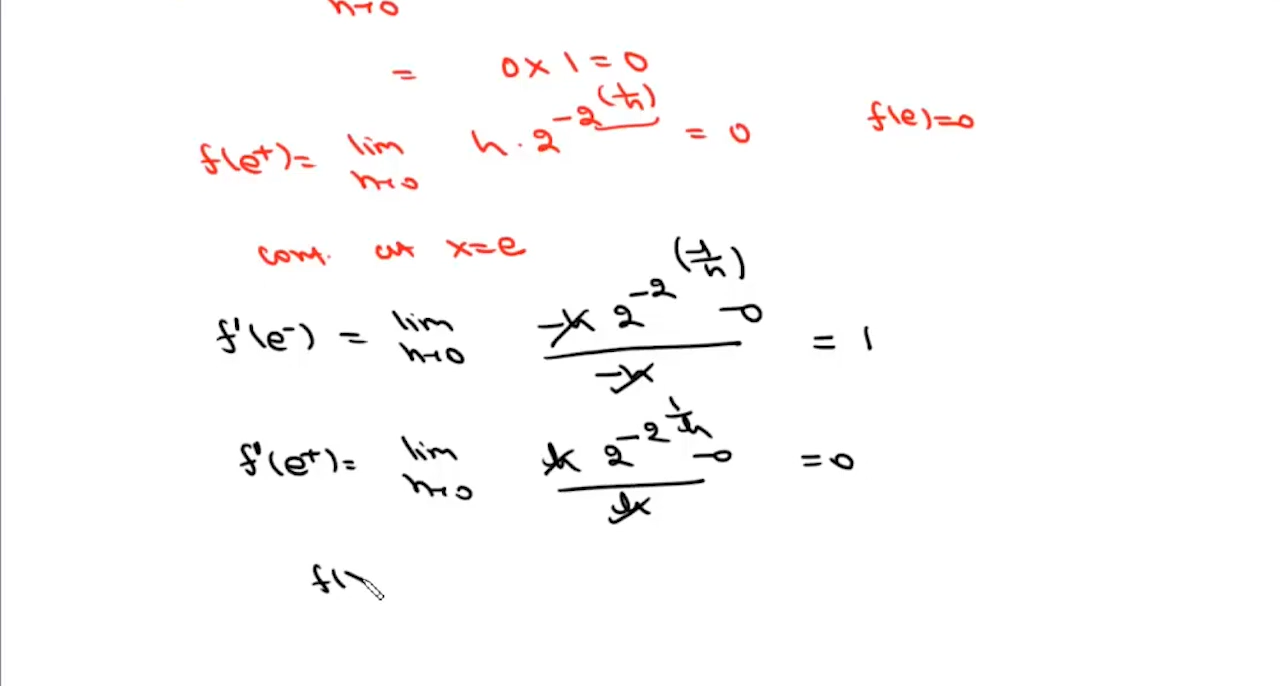 h→0
= 0 x 1 = 0
f(e⁺) = lim h→0 h · 2^-2^(1/h) = 0 f(e)=0
cont. at x=e
f'(e⁻) = lim h→0 (-h 2^-2^(1/h) - 0)/(-h) = 1
f'(e⁺) = lim h→0 (h 2^-2^(1/h) - 0)/h = 0
f(